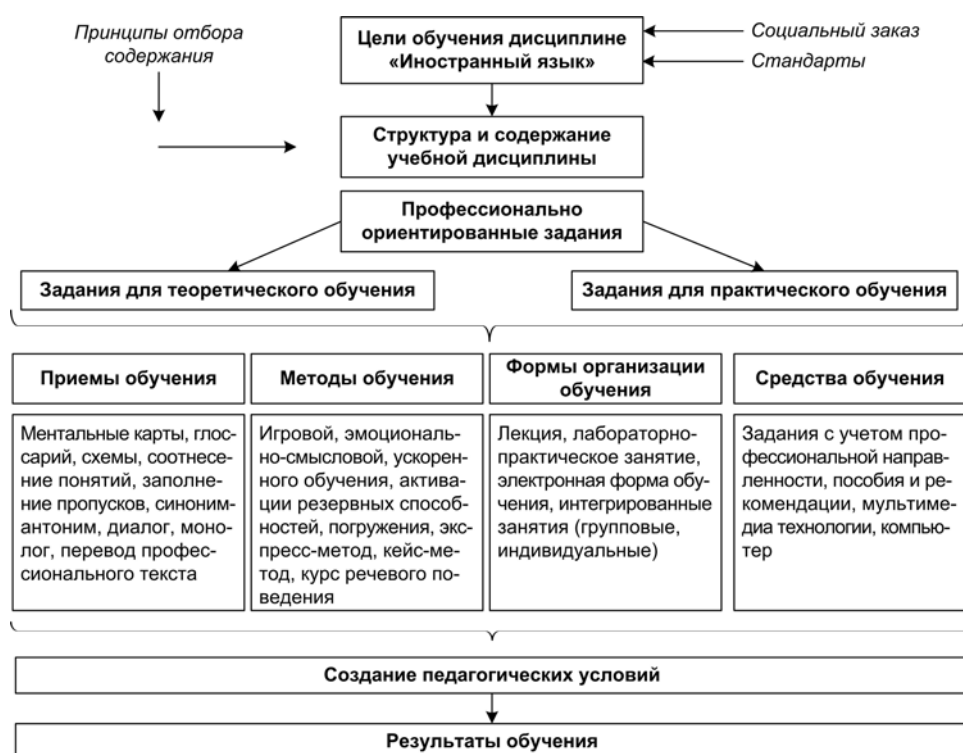 Принципы отбора
содержания
Цели обучения дисциплине
«Иностранный язык»
Социальный заказ
Стандарты
Структура и содержание
учебной дисциплины
Профессионально
ориентированные задания
Задания для теоретического обучения
Задания для практического обучения
Приемы обучения
Ментальные карты, глос-
сарий, схемы, соотнесе-
ние понятий, заполне-
ние пропусков, синоним-
антоним, диалог, моно-
лог, перевод профес-
сионального текста
Методы обучения
Игровой, эмоциональ-
но-смысловой, ускорен-
ного обучения, актива-
ции резервных способ-
ностей, погружения, экс-
пресс-метод, кейс-ме-
тод, курс речевого по-
ведения
Формы организации
обучения
Лекция, лабораторно-
практическое занятие,
электронная форма обу-
чения, интегрированные
занятия (групповые,
индивидуальные)
Средства обучения
Задания с учетом про-
фессиональной направ-
ленности, пособия и ре-
комендации, мультиме-
диа технологии, компью-
тер
Создание педагогических условий
Результаты обучения